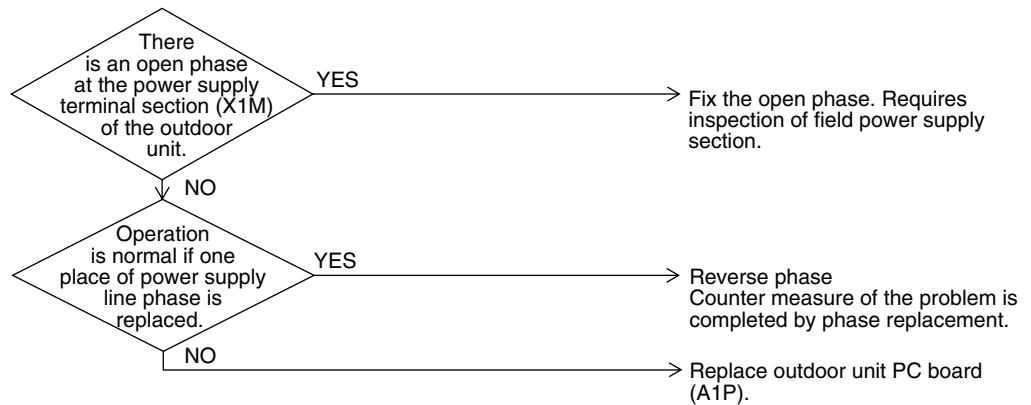 There
is an open phase
at the power supply
terminal section (X1M)
of the outdoor
unit.
YES
Fix the open phase. Requires
inspection of field power supply
section.
NO
Operation
is normal if one
place of power supply
line phase is
replaced.
YES
Reverse phase
Counter measure of the problem is
completed by phase replacement.
NO
Replace outdoor unit PC board
(A1P).